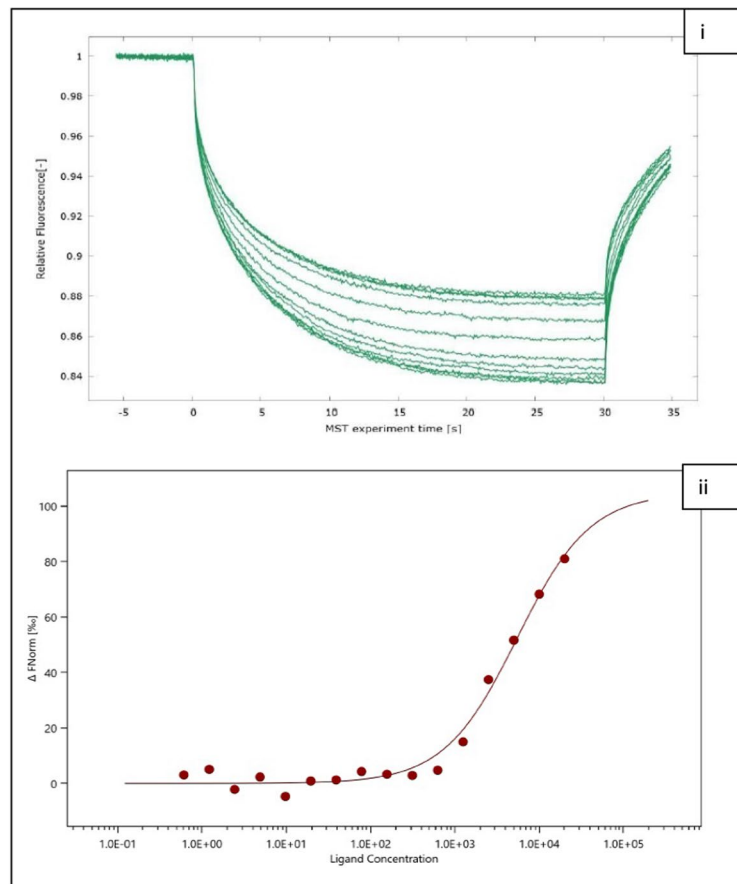 i
1
0.98
0.96
0.94
0.92
0.9
0.88
0.86
0.84
Relative Fluorescence[-]
-5 0 5 10 15 20 25 30 35
MST experiment time [s]
ii
100
80
60
40
20
0
Δ FNorm [‰]
1.0E-01 1.0E+00 1.0E+01 1.0E+02 1.0E+03 1.0E+04 1.0E+05
Ligand Concentration